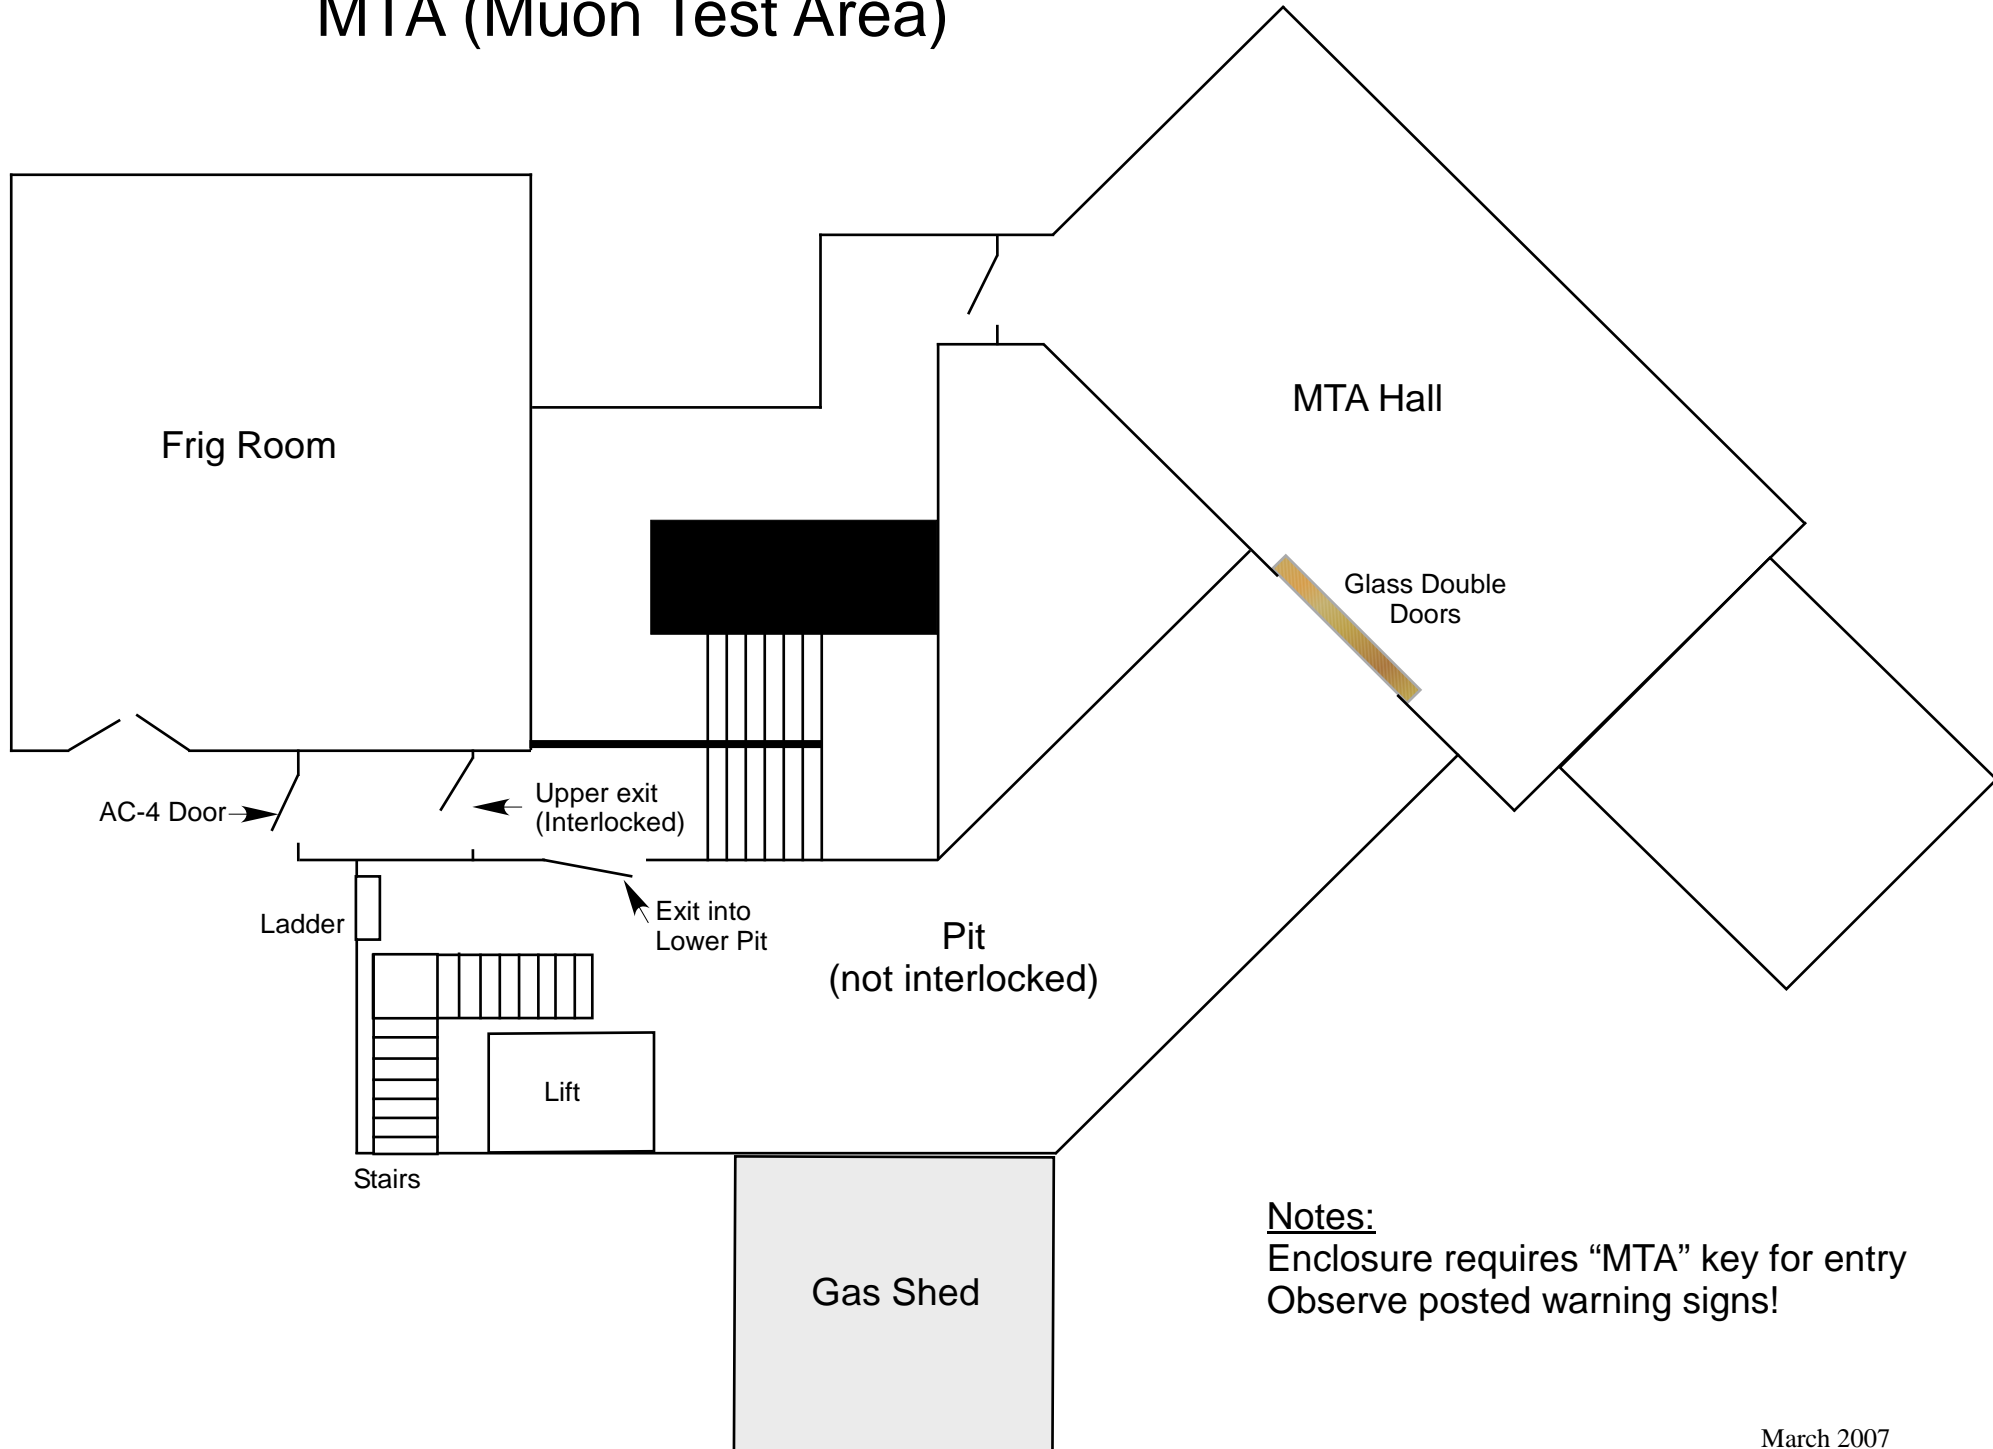 MTA (Muon Test Area)
Frig Room
MTA Hall
Glass Double
Doors
AC-4 Door
Upper exit
(Interlocked)
Ladder
Exit into
Lower Pit
Pit
(not interlocked)
Lift
Stairs
Gas Shed
Notes:
Enclosure requires “MTA” key for entry
Observe posted warning signs!
March 2007